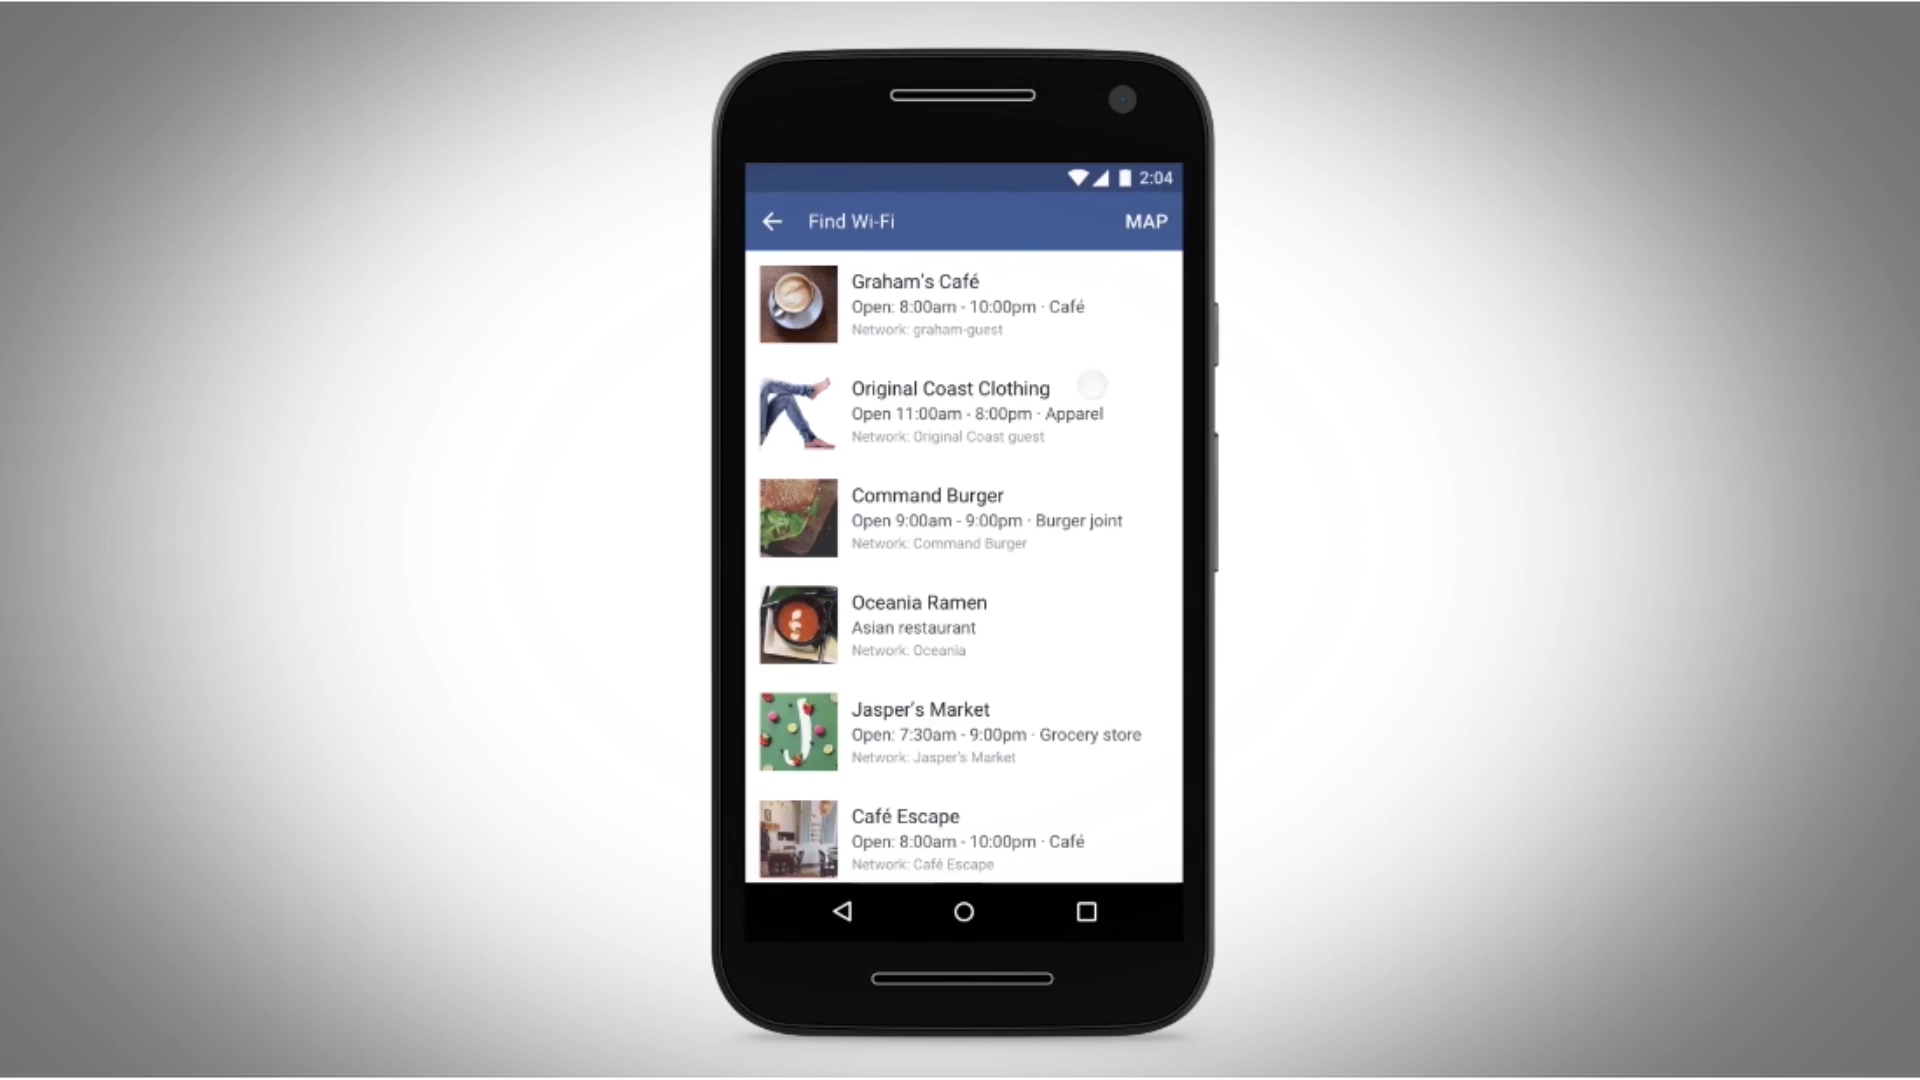 2:04
Find Wi-Fi
MAP
Graham's Café
Open: 8:00am - 10:00pm · Café
Network: graham-guest
Original Coast Clothing
Open 11:00am - 8:00pm · Apparel
Network: Original Coast guest
Command Burger
Open 9:00am - 9:00pm · Burger joint
Network: Command Burger
Oceania Ramen
Asian restaurant
Network: Oceania
Jasper's Market
Open: 7:30am - 9:00pm · Grocery store
Network: Jasper's Market
Café Escape
Open: 8:00am - 10:00pm · Café
Network: Café Escape